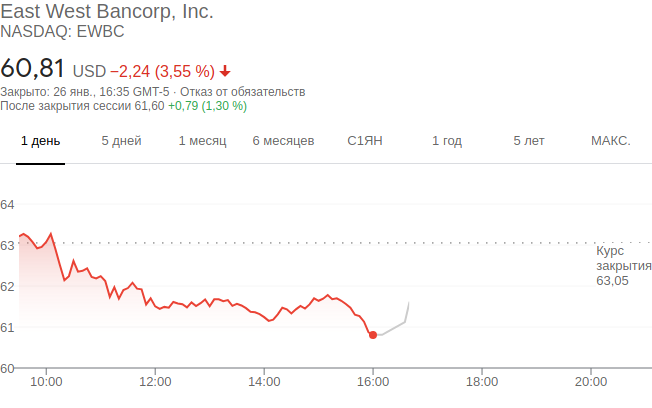 East West Bancorp, Inc.
NASDAQ: EWBC
60,81 USD −2,24 (3,55 %)
Закрыто: 26 янв., 16:35 GMT-5 · Отказ от обязательств
После закрытия сессии 61,60 +0,79 (1,30 %)
1 день 5 дней 1 месяц 6 месяцев С1ЯН 1 год 5 лет МАКС.
64
63
Курс
закрытия
63,05
62
61
60
10:00 12:00 14:00 16:00 18:00 20:00